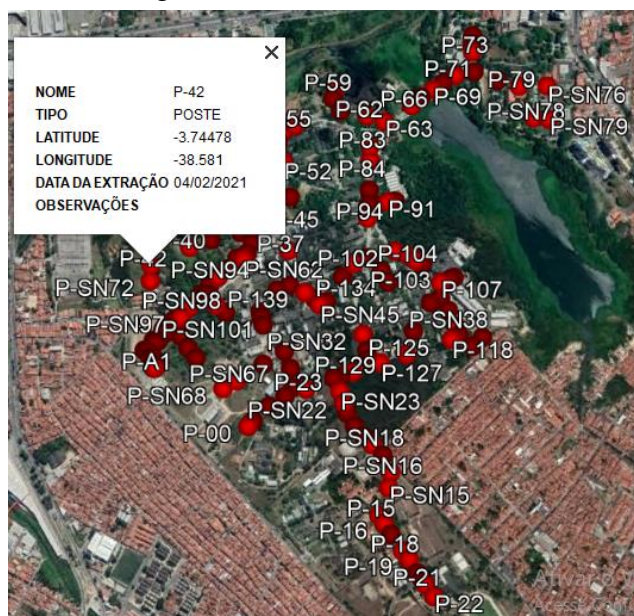 P-73
P-71
P-79
P-59
P-69
P-SN76
P-66
P-62
P-SN78
P-63
P-SN79
55
P-83
P-84
P-52
P-91
P-94
45
-40
P-37
P-42
P-102
P-104
P-SN94
P-SN62
P-103
P-SN72
P-134
P-107
P-SN98
P-139
P-SN45
P-SN38
P-SN97
P-SN101
P-SN32
P-125
P-118
P-A1
P-129
P-127
P-SN67
P-23
P-SN68
P-SN22
P-SN23
P-00
P-SN18
P-SN16
P-SN15
P-15
P-16
P-18
P-19
P-21
P-22
NOME P-42
TIPO POSTE
LATITUDE -3.74478
LONGITUDE -38.581
DATA DA EXTRAÇÃO 04/02/2021
OBSERVAÇÕES
Ativar o